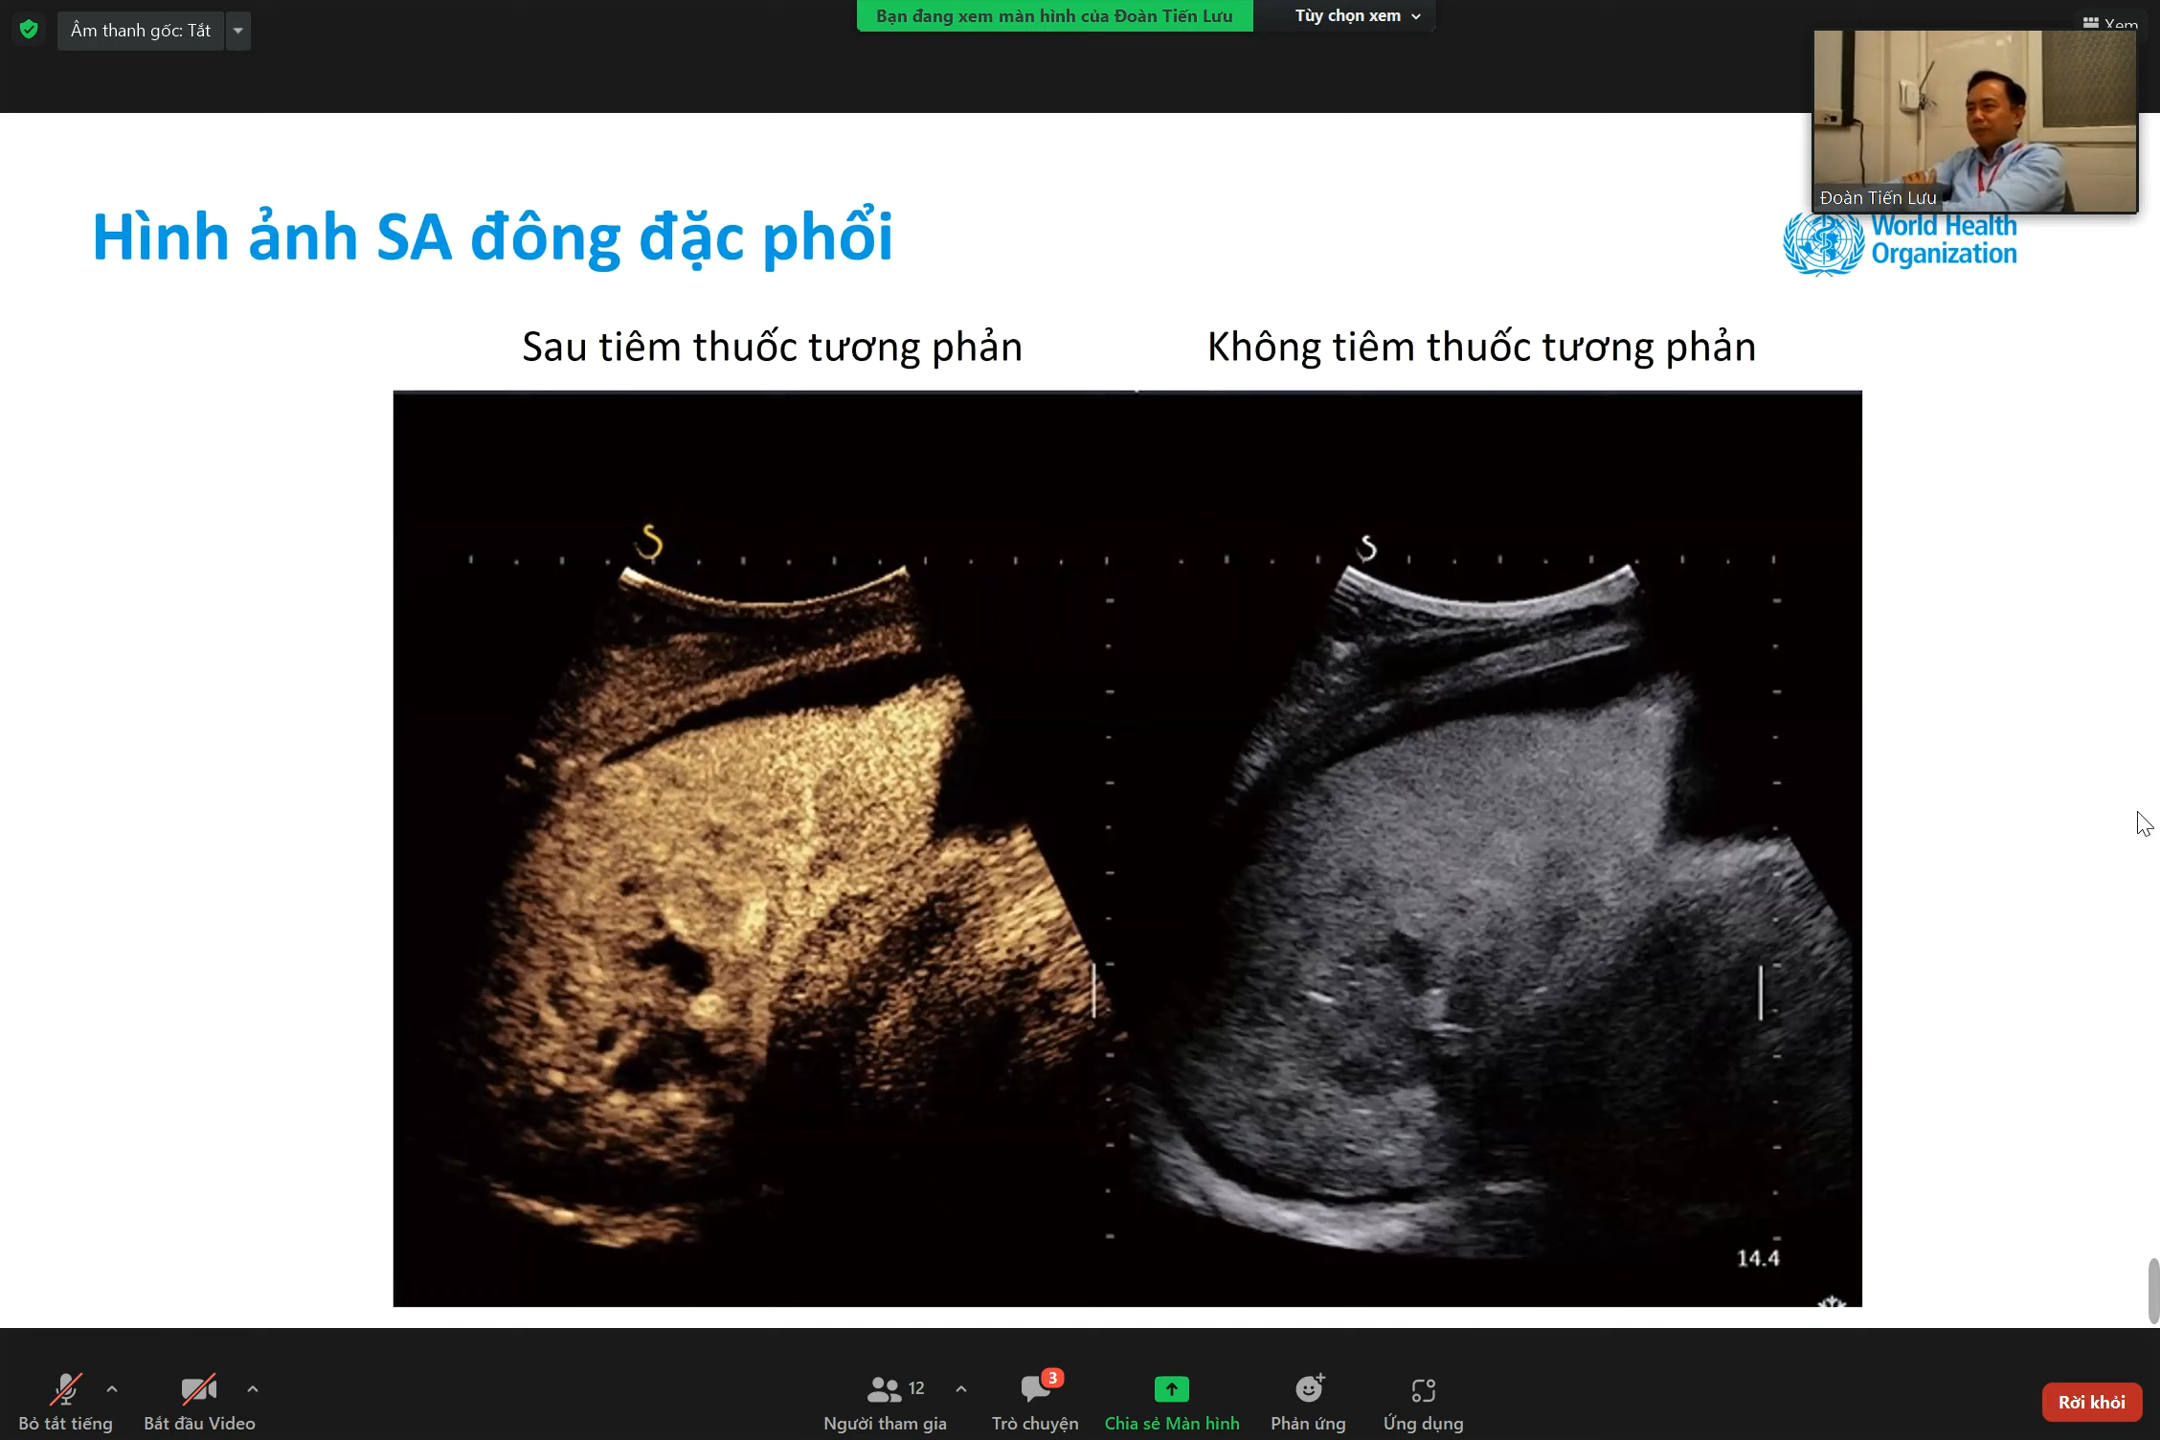 Âm thanh gốc: Tắt
Bạn đang xem màn hình của Đoàn Tiến Lưu
Tùy chọn xem
Xem
Đoàn Tiến Lưu
Hình ảnh SA đông đặc phổi
World Health
Organization
Sau tiêm thuốc tương phản
Không tiêm thuốc tương phản
S
S
14.4
12
3
Bỏ tắt tiếng
Bắt đầu Video
Người tham gia
Trò chuyện
Chia sẻ Màn hình
Phản ứng
Ứng dụng
Rời khỏi